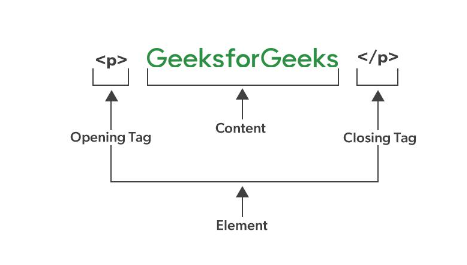 <p> GeeksforGeeks </p>
Content
Opening Tag Closing Tag
Element